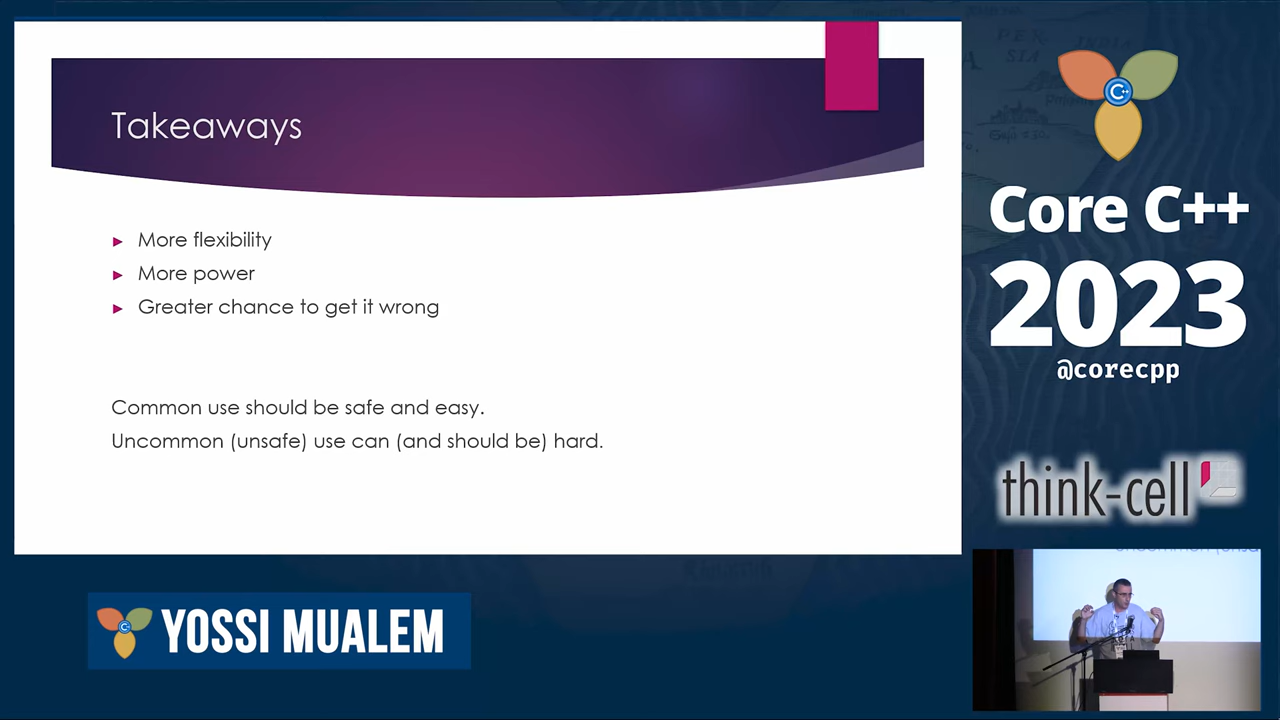 Takeaways
More flexibility
More power
Greater chance to get it wrong
Common use should be safe and easy.
Uncommon (unsafe) use can (and should be) hard.
C++
Core C++
2023
@corecpp
think-cell
YOSSI MUALEM